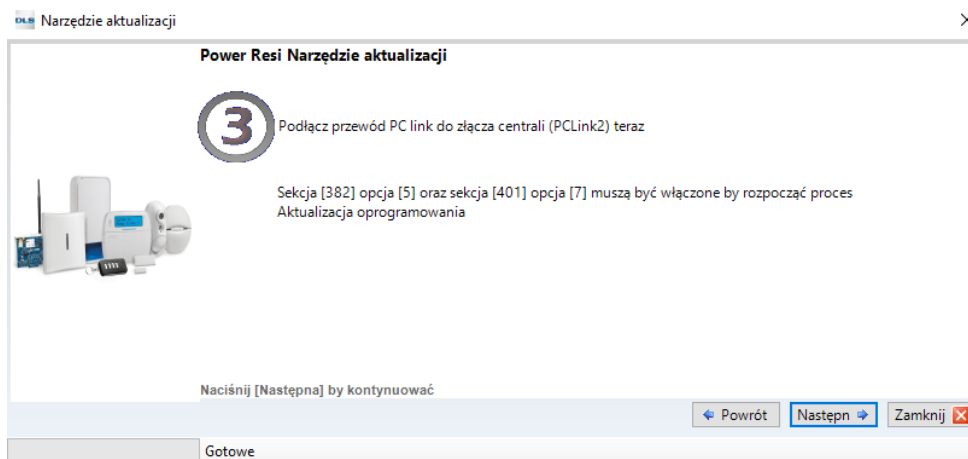 DLS Narzędzie aktualizacji
Power Resi Narzędzie aktualizacji
3 Podłącz przewód PC link do złącza centrali (PCLink2) teraz
Sekcja [382] opcja [5] oraz sekcja [401] opcja [7] muszą być włączone by rozpocząć proces
Aktualizacja oprogramowania
Naciśnij [Następna] by kontynuować
Powrót Następn Zamknij
Gotowe